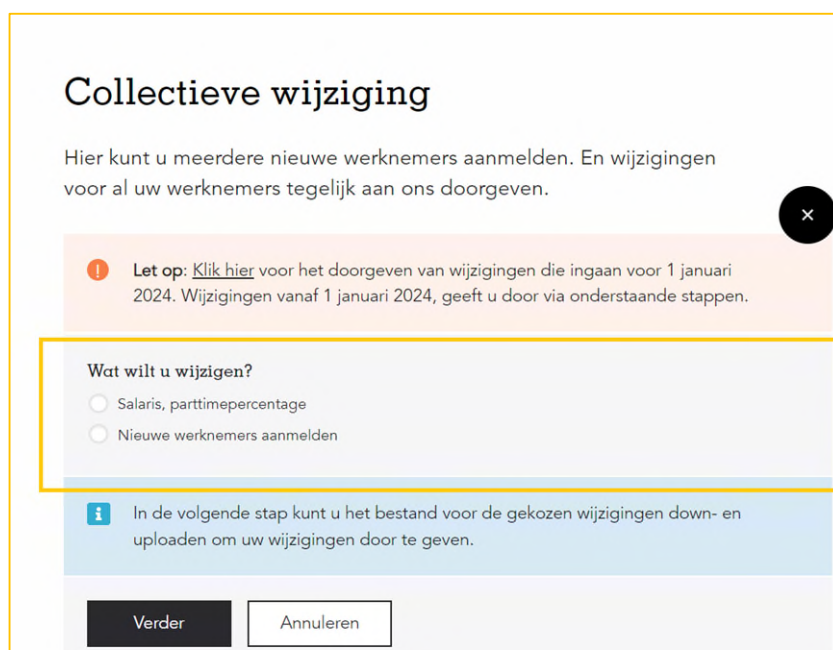 Collectieve wijziging
Hier kunt u meerdere nieuwe werknemers aanmelden. En wijzigingen
voor al uw werknemers tegelijk aan ons doorgeven.
Let op: Klik hier voor het doorgeven van wijzigingen die ingaan voor 1 januari
2024. Wijzigingen vanaf 1 januari 2024, geeft u door via onderstaande stappen.
Wat wilt u wijzigen?
Salaris, parttimepercentage
Nieuwe werknemers aanmelden
In de volgende stap kunt u het bestand voor de gekozen wijzigingen down- en
uploaden om uw wijzigingen door te geven.
Verder
Annuleren